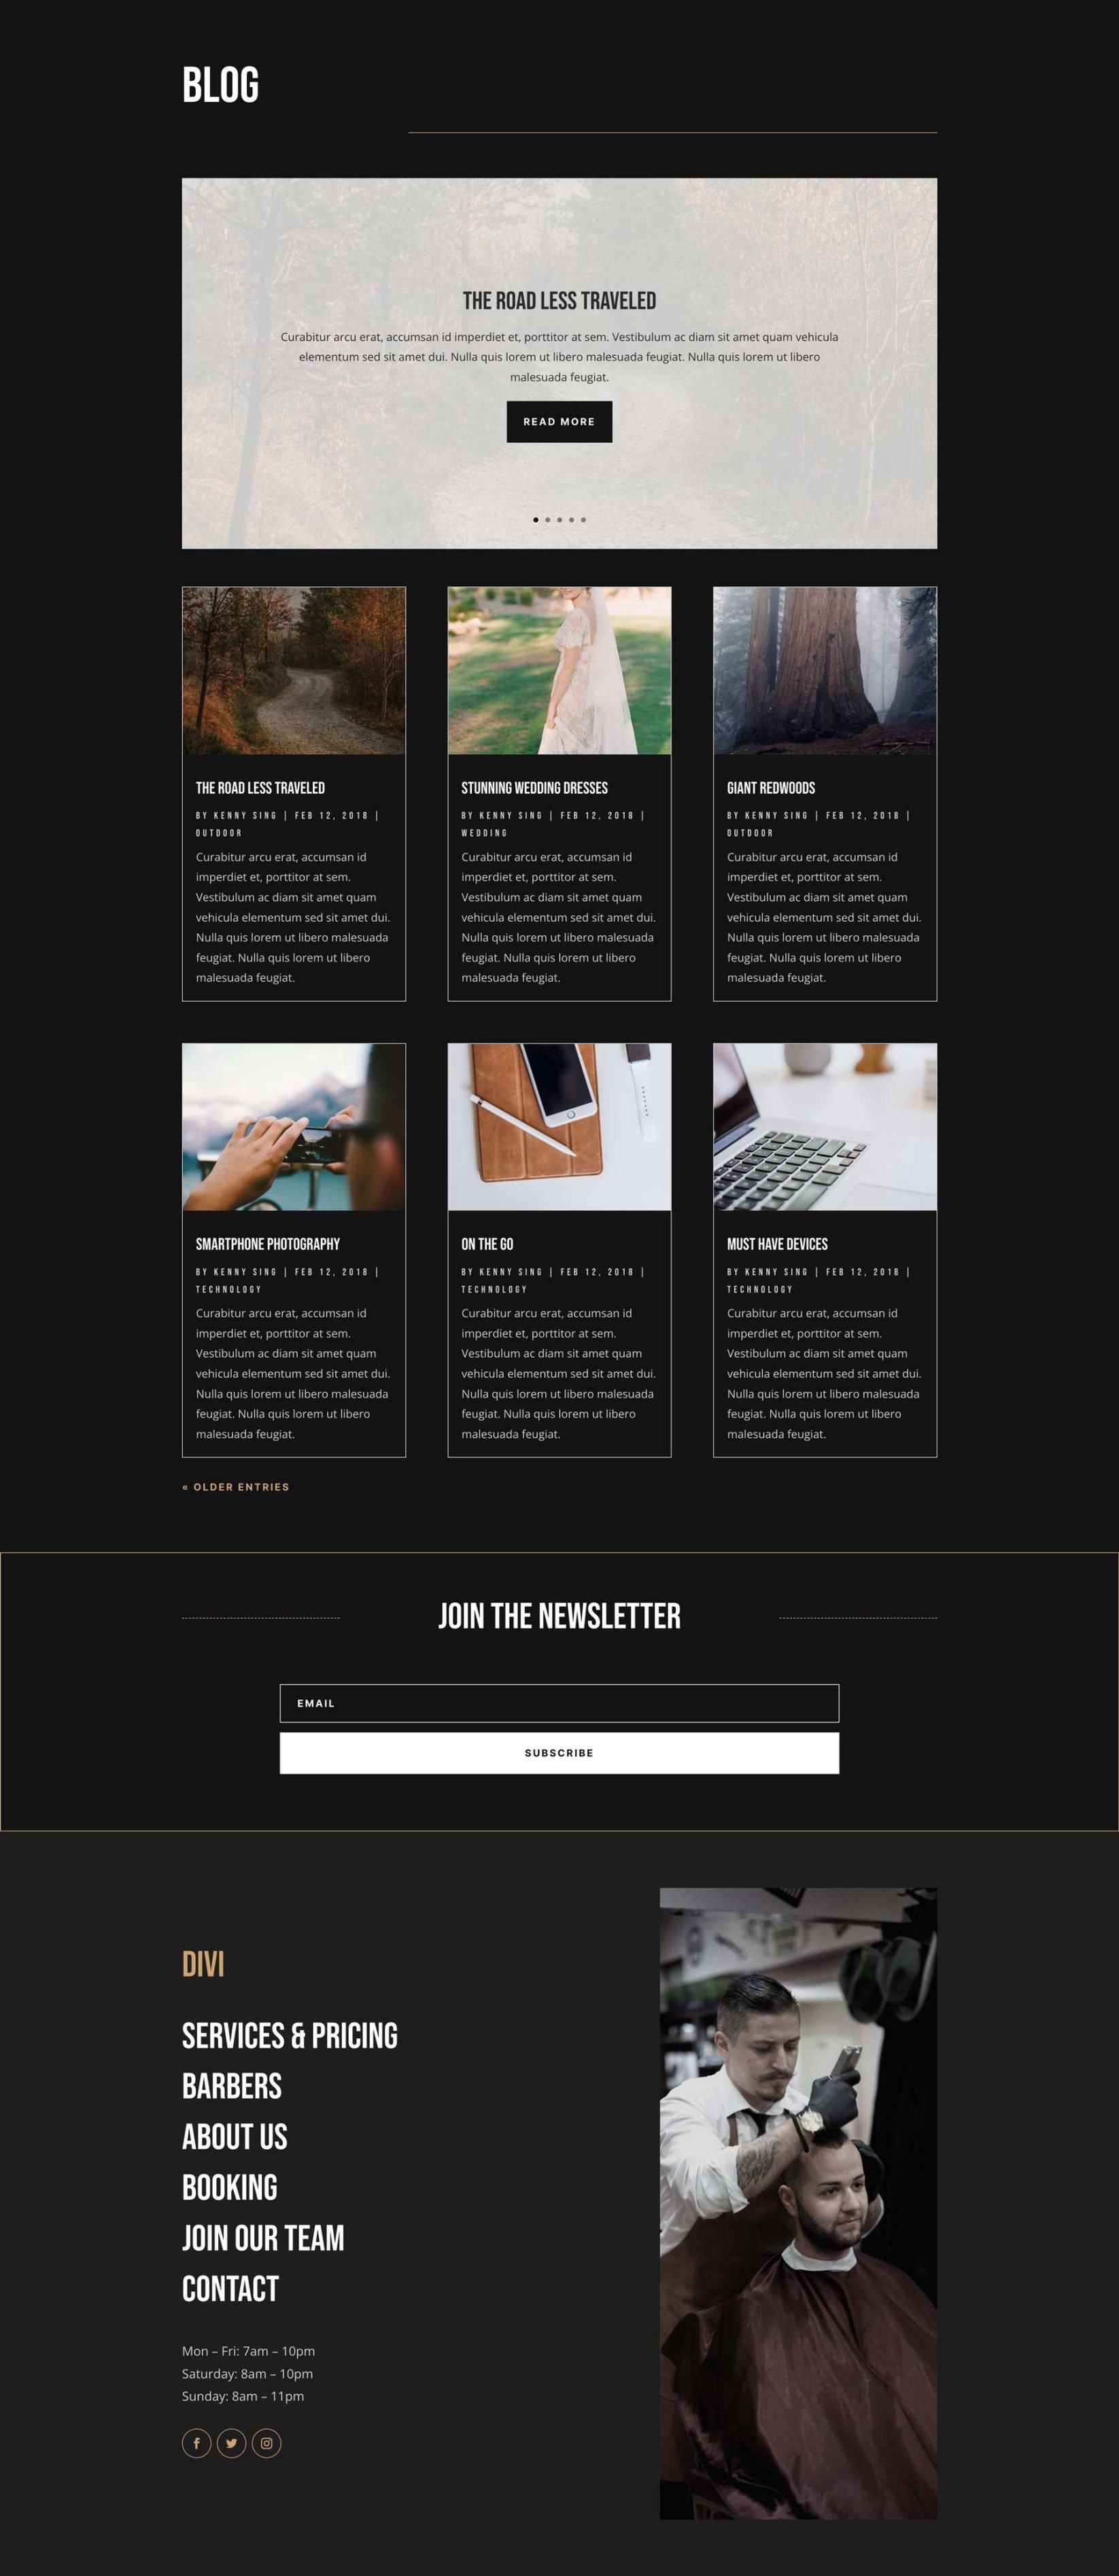 BLOG
THE ROAD LESS TRAVELED
Curabitur arcu erat, accumsan id imperdiet et, porttitor at sem. Vestibulum ac diam sit amet quam vehicula
elementum sed sit amet dui. Nulla quis lorem ut libero malesuada feugiat. Nulla quis lorem ut libero
malesuada feugiat.
READ MORE
THE ROAD LESS TRAVELED
BY KENNY SING | FEB 12, 2018 |
OUTDOOR
Curabitur arcu erat, accumsan id
imperdiet et, porttitor at sem.
Vestibulum ac diam sit amet quam
vehicula elementum sed sit amet dui.
Nulla quis lorem ut libero malesuada
feugiat. Nulla quis lorem ut libero
malesuada feugiat.
STUNNING WEDDING DRESSES
BY KENNY SING | FEB 12, 2018 |
WEDDING
Curabitur arcu erat, accumsan id
imperdiet et, porttitor at sem.
Vestibulum ac diam sit amet quam
vehicula elementum sed sit amet dui.
Nulla quis lorem ut libero malesuada
feugiat. Nulla quis lorem ut libero
malesuada feugiat.
GIANT REDWOODS
BY KENNY SING | FEB 12, 2018 |
OUTDOOR
Curabitur arcu erat, accumsan id
imperdiet et, porttitor at sem.
Vestibulum ac diam sit amet quam
vehicula elementum sed sit amet dui.
Nulla quis lorem ut libero malesuada
feugiat. Nulla quis lorem ut libero
malesuada feugiat.
SMARTPHONE PHOTOGRAPHY
BY KENNY SING | FEB 12, 2018 |
TECHNOLOGY
Curabitur arcu erat, accumsan id
imperdiet et, porttitor at sem.
Vestibulum ac diam sit amet quam
vehicula elementum sed sit amet dui.
Nulla quis lorem ut libero malesuada
feugiat. Nulla quis lorem ut libero
malesuada feugiat.
ON THE GO
BY KENNY SING | FEB 12, 2018 |
TECHNOLOGY
Curabitur arcu erat, accumsan id
imperdiet et, porttitor at sem.
Vestibulum ac diam sit amet quam
vehicula elementum sed sit amet dui.
Nulla quis lorem ut libero malesuada
feugiat. Nulla quis lorem ut libero
malesuada feugiat.
MUST HAVE DEVICES
BY KENNY SING | FEB 12, 2018 |
TECHNOLOGY
Curabitur arcu erat, accumsan id
imperdiet et, porttitor at sem.
Vestibulum ac diam sit amet quam
vehicula elementum sed sit amet dui.
Nulla quis lorem ut libero malesuada
feugiat. Nulla quis lorem ut libero
malesuada feugiat.
« OLDER ENTRIES
JOIN THE NEWSLETTER
EMAIL
SUBSCRIBE
DIVI
SERVICES & PRICING
BARBERS
ABOUT US
BOOKING
JOIN OUR TEAM
CONTACT
Mon – Fri: 7am – 10pm
Saturday: 8am – 10pm
Sunday: 8am – 11pm